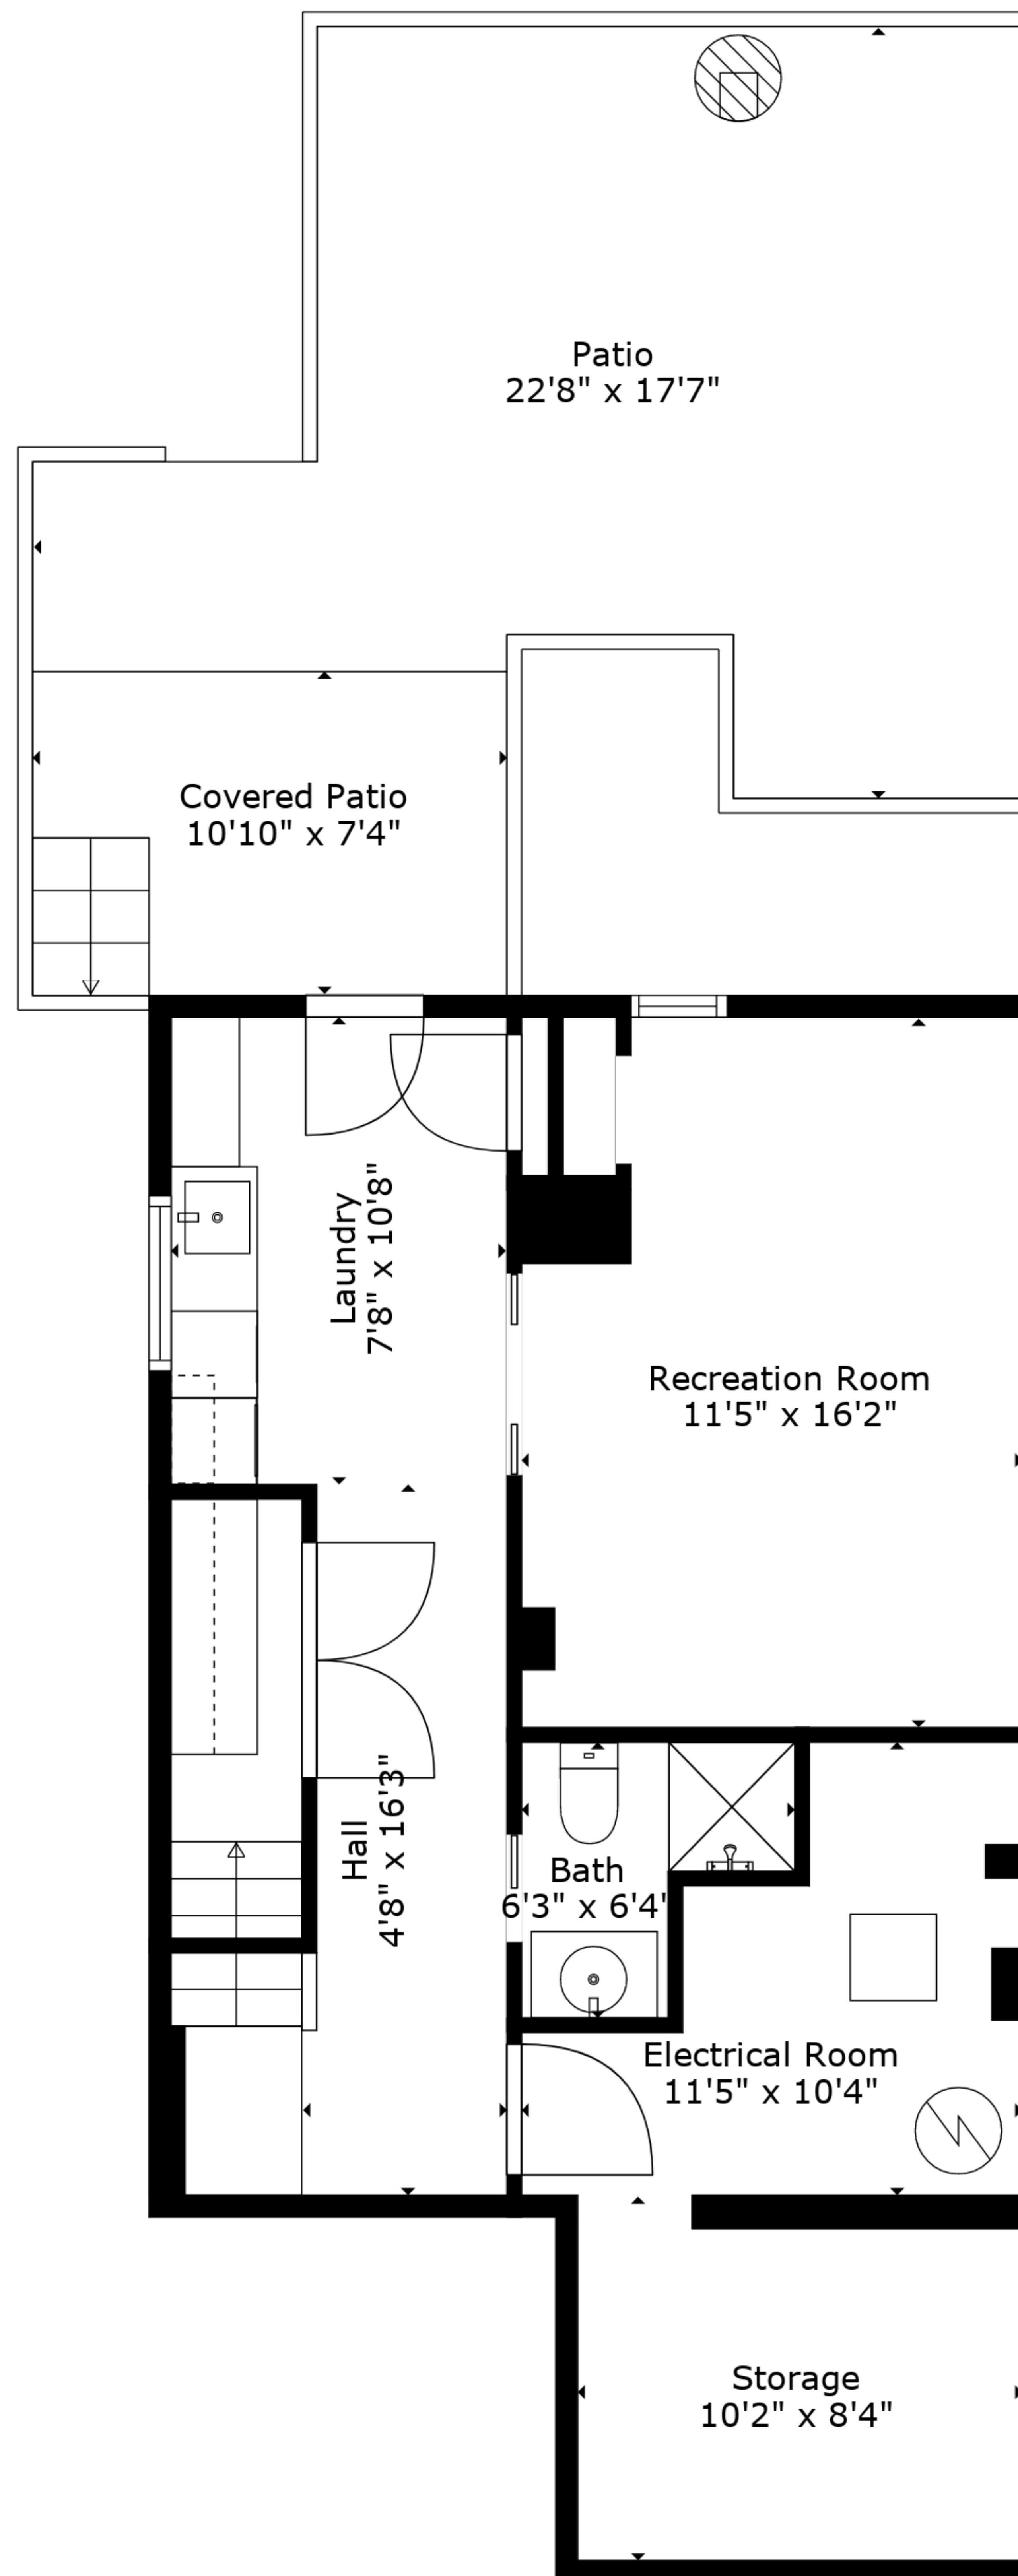 Patio
22'8" x 17'7"
Covered Patio
10'10" x 7'4"
Laundry
7'8" x 10'8"
Recreation Room
11'5" x 16'2"
Hall
4'8" x 16'3"
Bath
6'3" x 6'4"
Electrical Room
11'5" x 10'4"
Storage
10'2" x 8'4"